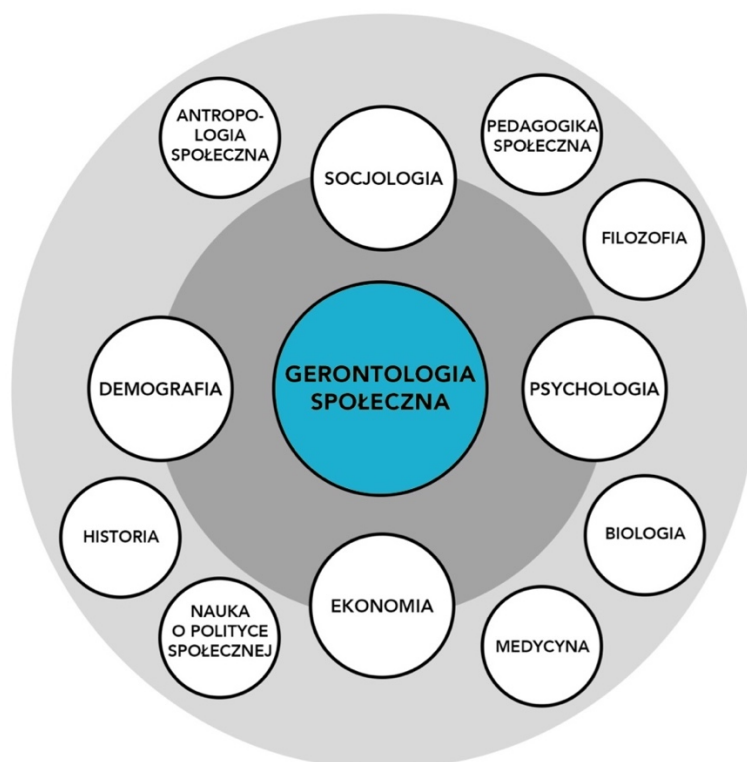 ANTROPO-
LOGIA
SPOŁECZNA
PEDAGOGIKA
SPOŁECZNA
SOCJOLOGIA
FILOZOFIA
GERONTOLOGIA
SPOŁECZNA
DEMOGRAFIA
PSYCHOLOGIA
HISTORIA
BIOLOGIA
EKONOMIA
NAUKA
O POLITYCE
SPOŁECZNEJ
MEDYCYNA